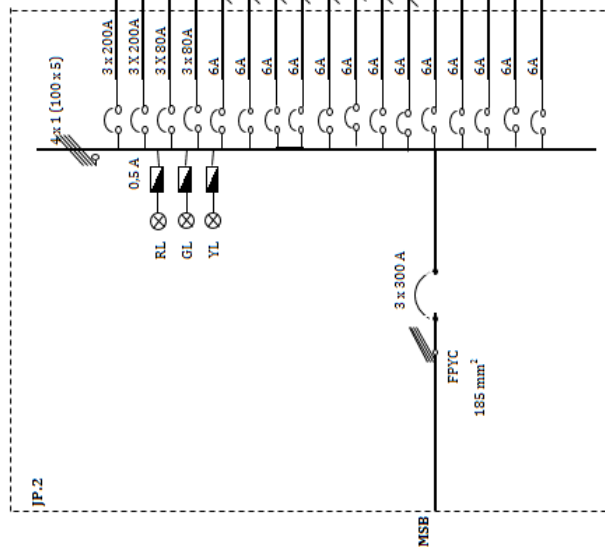 3 x 200A
3 X 200A
3 X 80A
3 x 80A
6A
6A
6A
6A
6A
6A
6A
6A
6A
6A
6A
6A
6A
4 x 1 (100 x 5)
0,5 A
RL
GL
YL
3 x 300 A
FPYC
185 mm²
JP.2
MSB